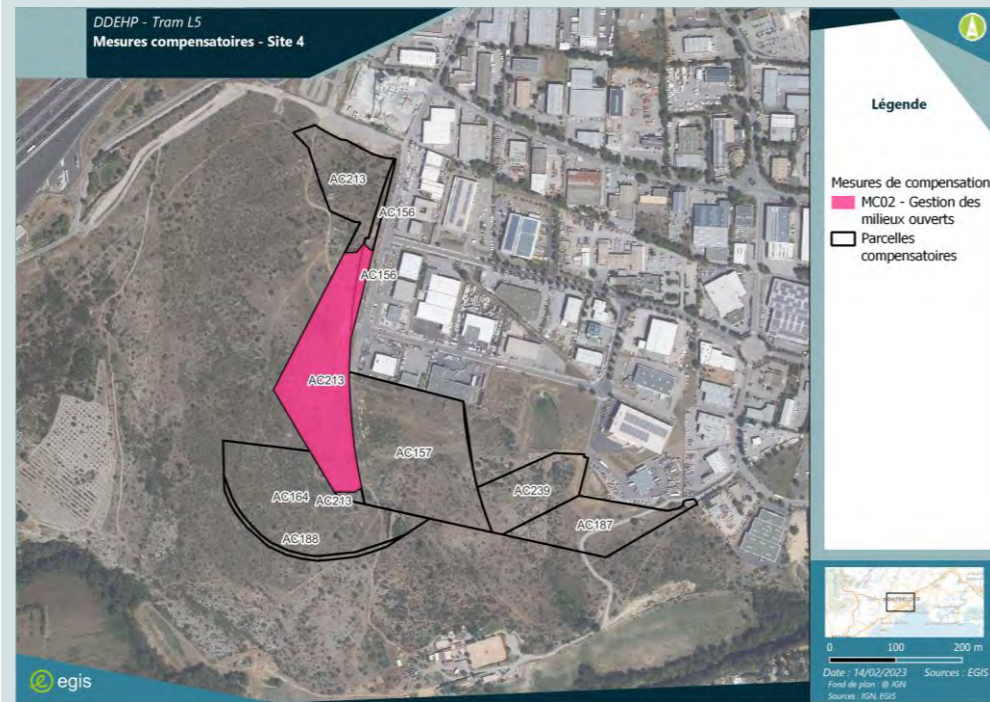 DDEHP - Tram L5
Mesures compensatoires - Site 4
AC213
AC156
AC156
AC213
AC157
AC164
AC213
AC239
AC188
AC187
egis
Légende
Mesures de compensation
MC02 - Gestion des
milieux ouverts
Parcelles
compensatoires
0 100 200 m
Date : 14/02/2023 Sources : EGIS
Fond de plan : @ IGN
Sources : IGN, EGIS